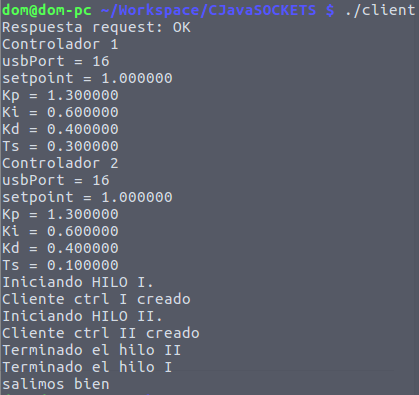 dom@dom-pc ~/Workspace/CJavaSOCKETS $ ./client
Respuesta request: OK
Controlador 1
usbPort = 16
setpoint = 1.000000
Kp = 1.300000
Ki = 0.600000
Kd = 0.400000
Ts = 0.300000
Controlador 2
usbPort = 16
setpoint = 1.000000
Kp = 1.300000
Ki = 0.600000
Kd = 0.400000
Ts = 0.100000
Iniciando HILO I.
Cliente ctrl I creado
Iniciando HILO II.
Cliente ctrl II creado
Terminado el hilo II
Terminado el hilo I
salimos bien